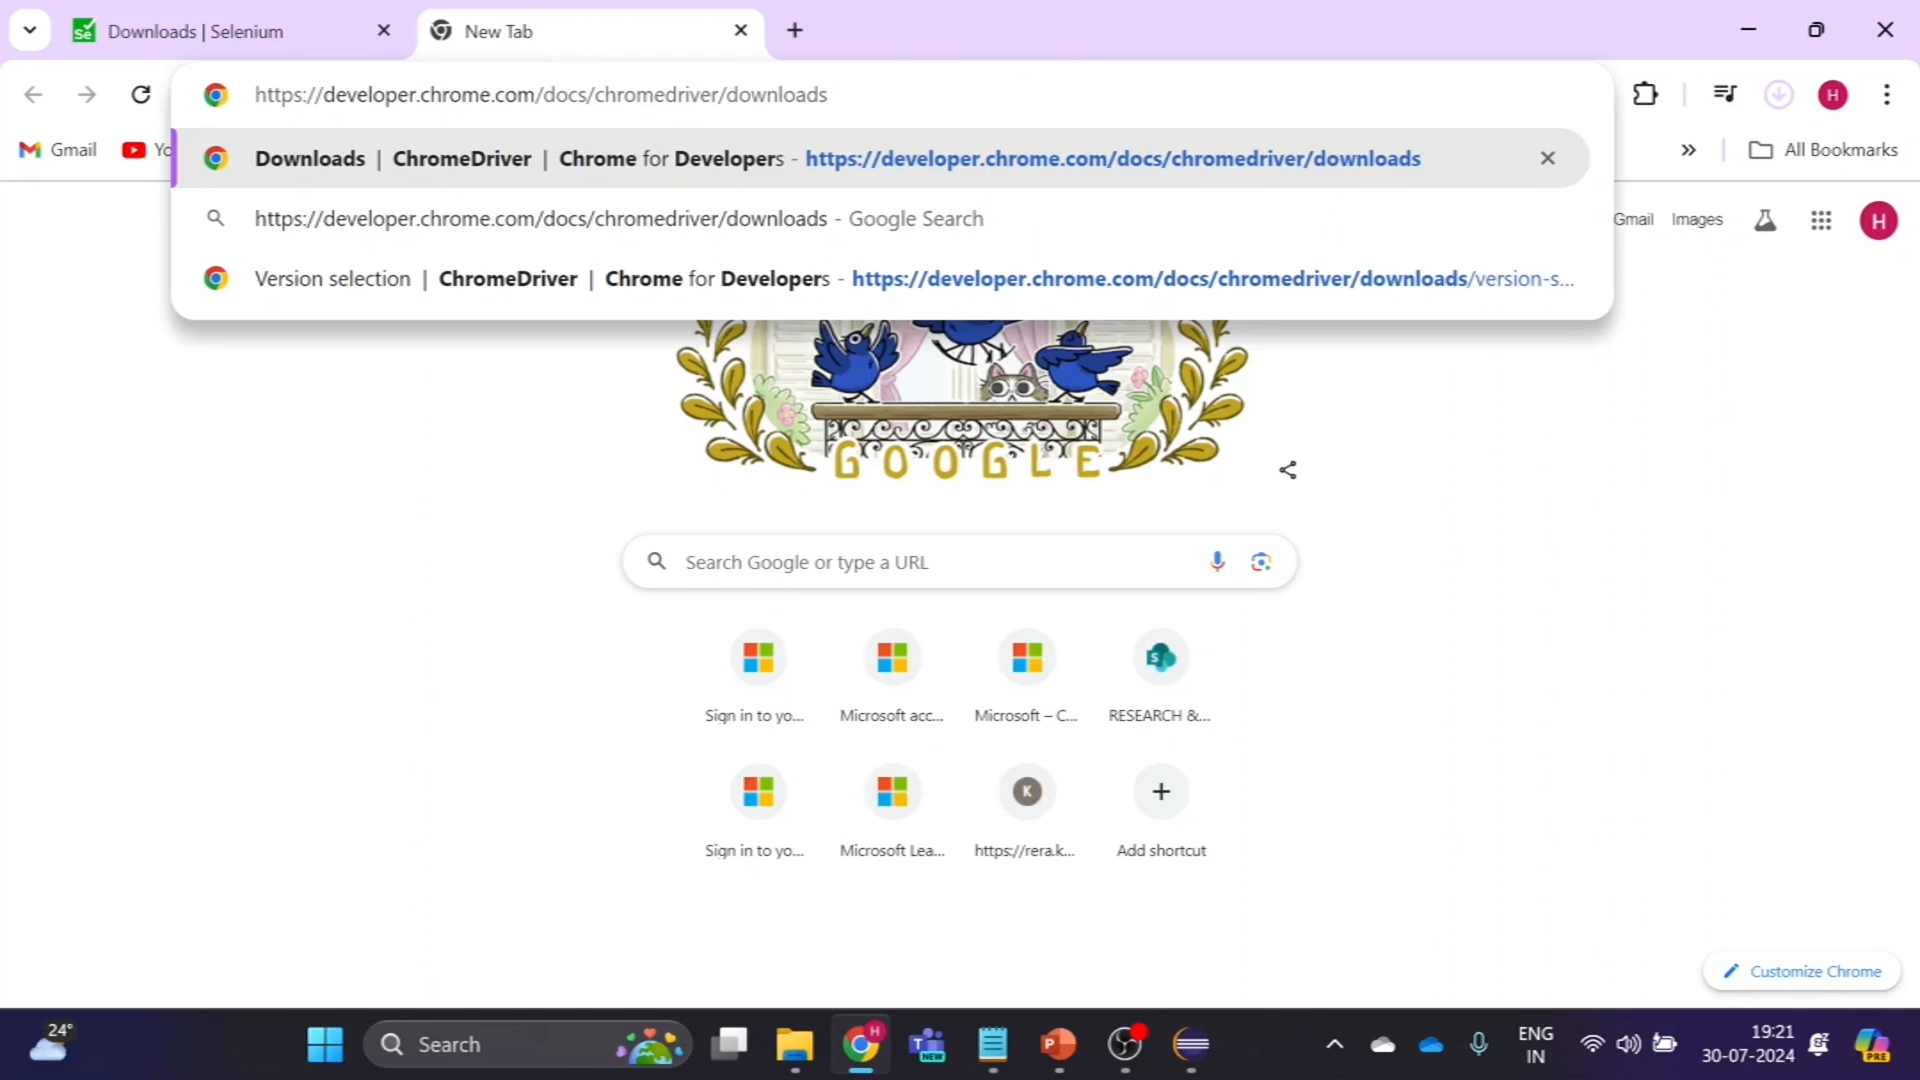 Downloads | Selenium
New Tab
https://developer.chrome.com/docs/chromedriver/downloads
H
Gmail
Yo
All Bookmarks
Downloads | ChromeDriver | Chrome for Developers - https://developer.chrome.com/docs/chromedriver/downloads
https://developer.chrome.com/docs/chromedriver/downloads - Google Search
Gmail Images
H
Version selection | ChromeDriver | Chrome for Developers - https://developer.chrome.com/docs/chromedriver/downloads/version-s...
GOOGLE
Search Google or type a URL
Sign in to yo...
Microsoft acc...
Microsoft – C...
RESEARCH &...
K
Sign in to yo...
Microsoft Lea...
https://rera.k...
Add shortcut
Customize Chrome
24°
Search
H
NEW
ENG
IN
19:21
30-07-2024
PRE